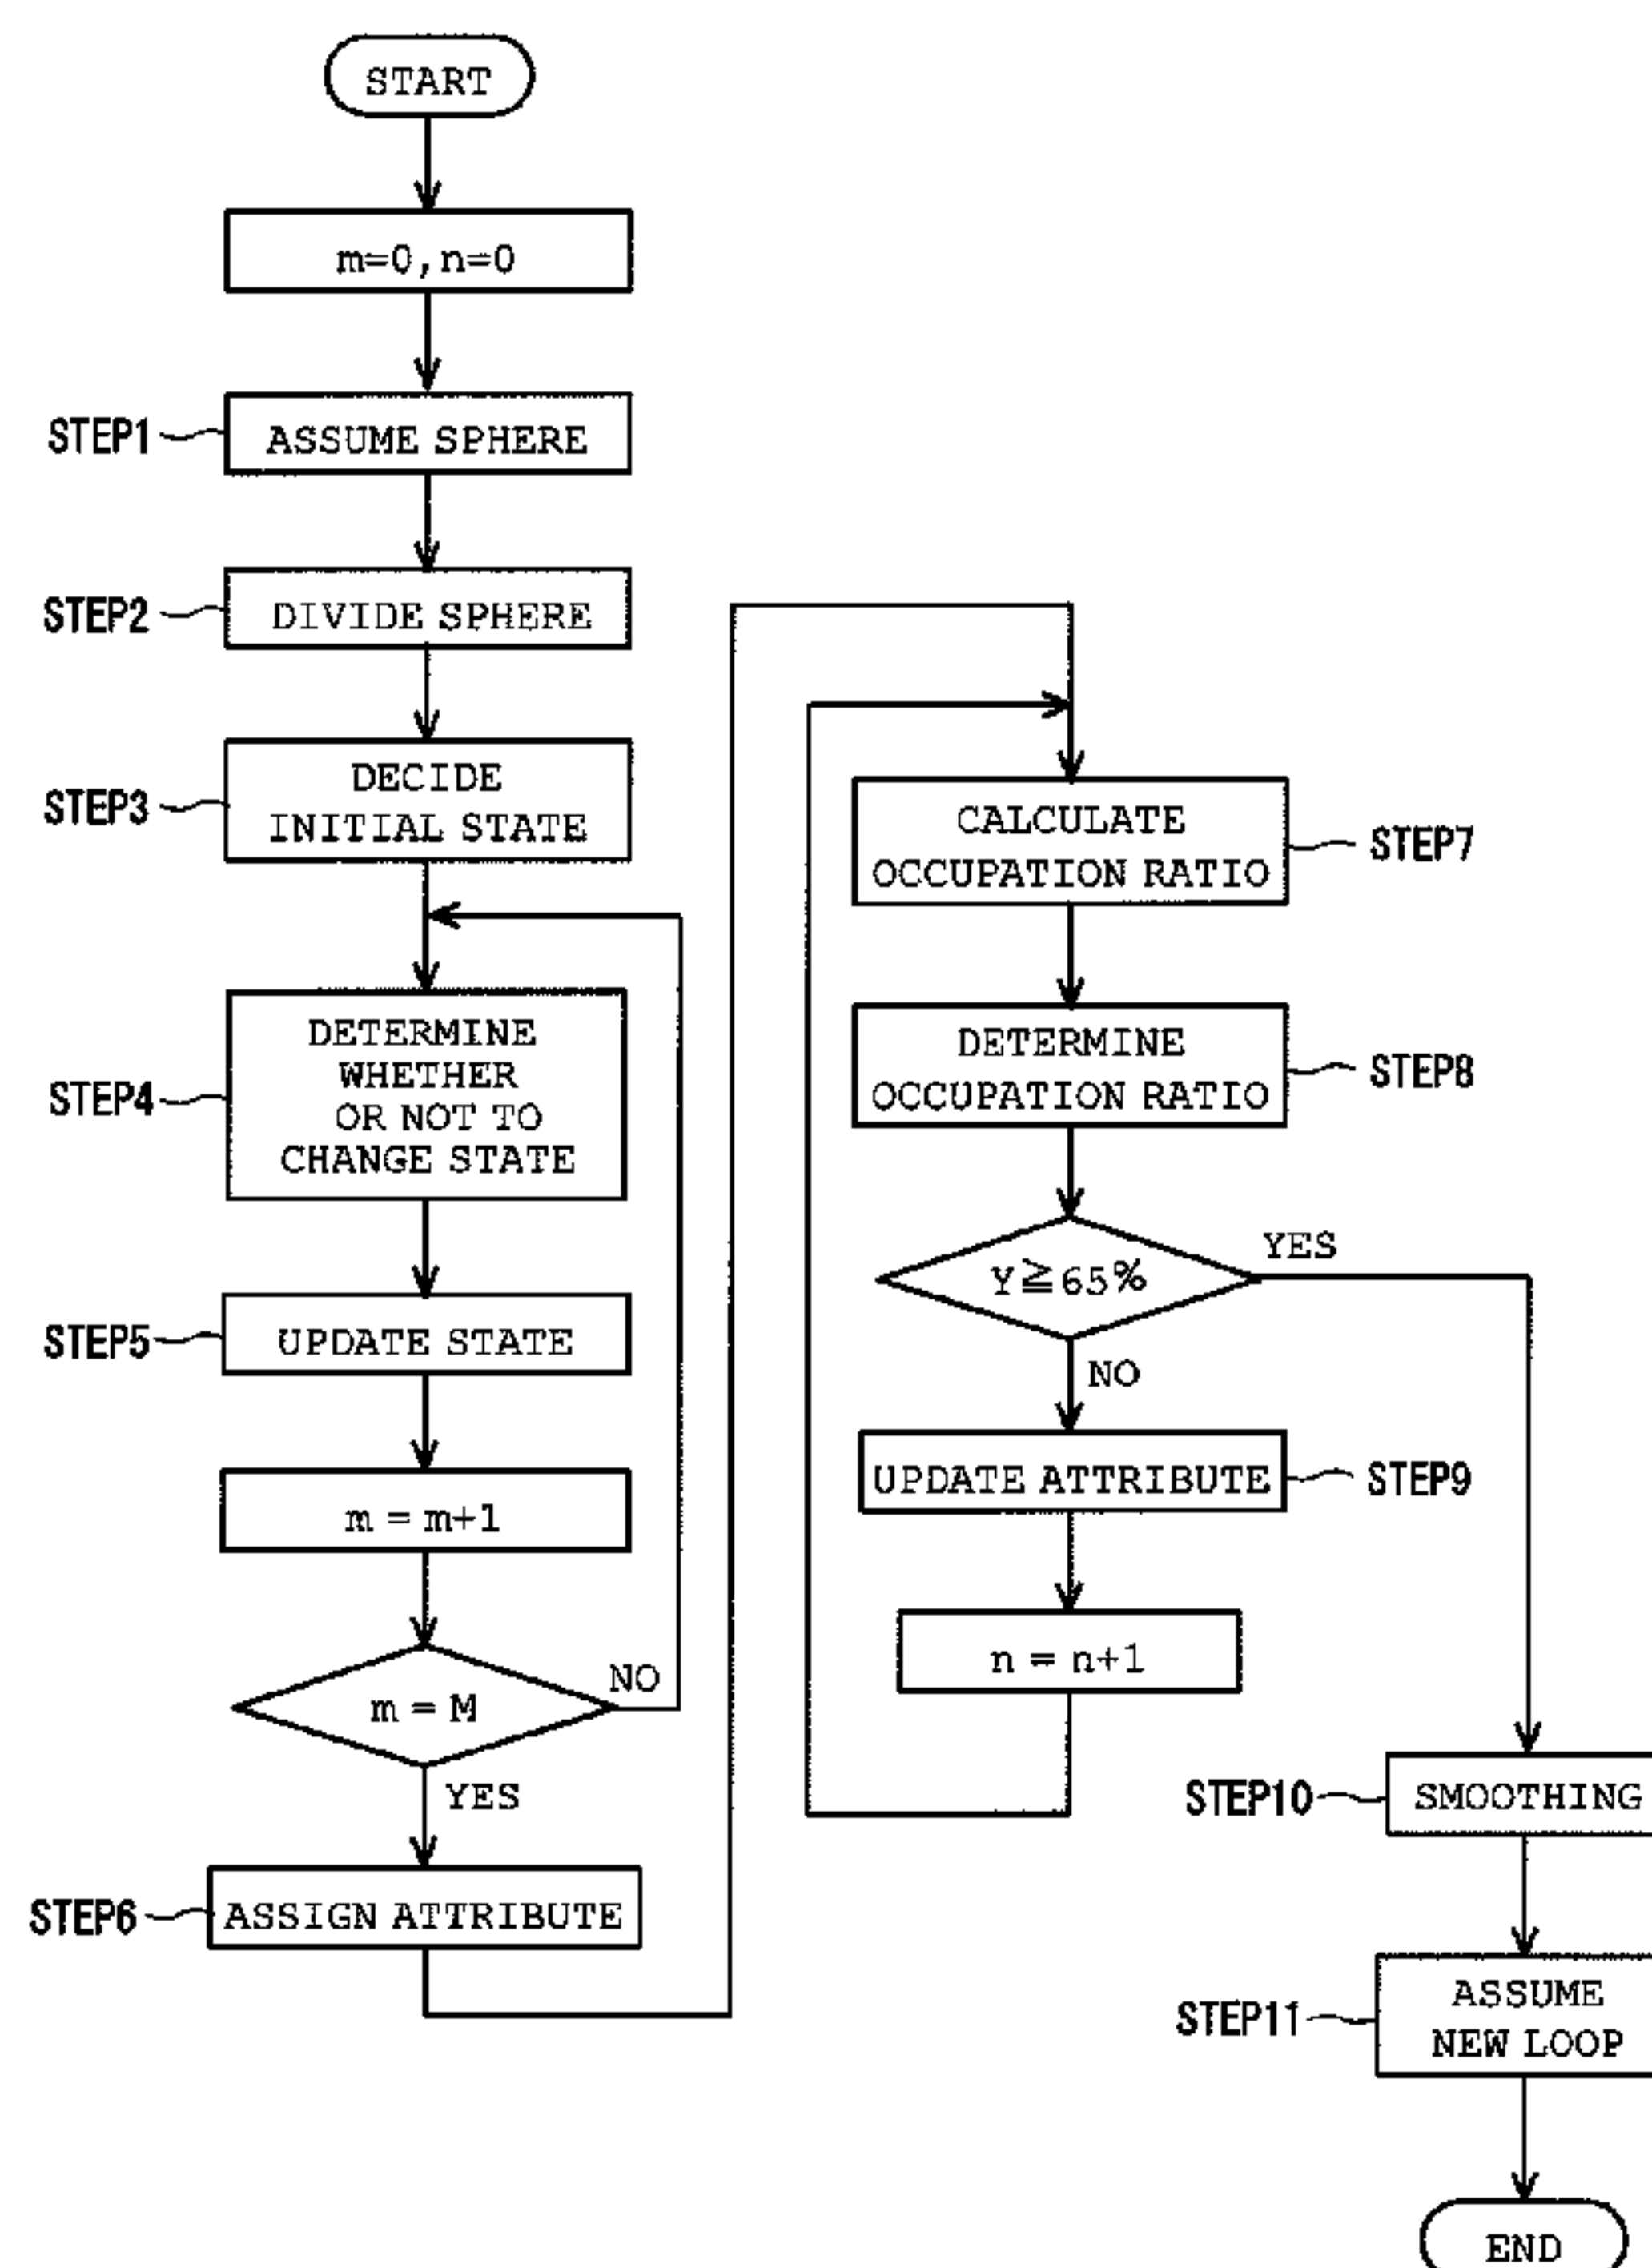 START
m=0,n=0
STEP1
ASSUME SPHERE
STEP2
DIVIDE SPHERE
STEP3
DECIDE
INITIAL STATE
STEP4
DETERMINE
WHETHER
OR NOT TO
CHANGE STATE
STEP5
UPDATE STATE
m = m+1
m = M
NO
YES
STEP6
ASSIGN ATTRIBUTE
CALCULATE
OCCUPATION RATIO
STEP7
DETERMINE
OCCUPATION RATIO
STEP8
Y≧65%
YES
NO
UPDATE ATTRIBUTE
STEP9
n = n+1
STEP10
SMOOTHING
STEP11
ASSUME
NEW LOOP
END